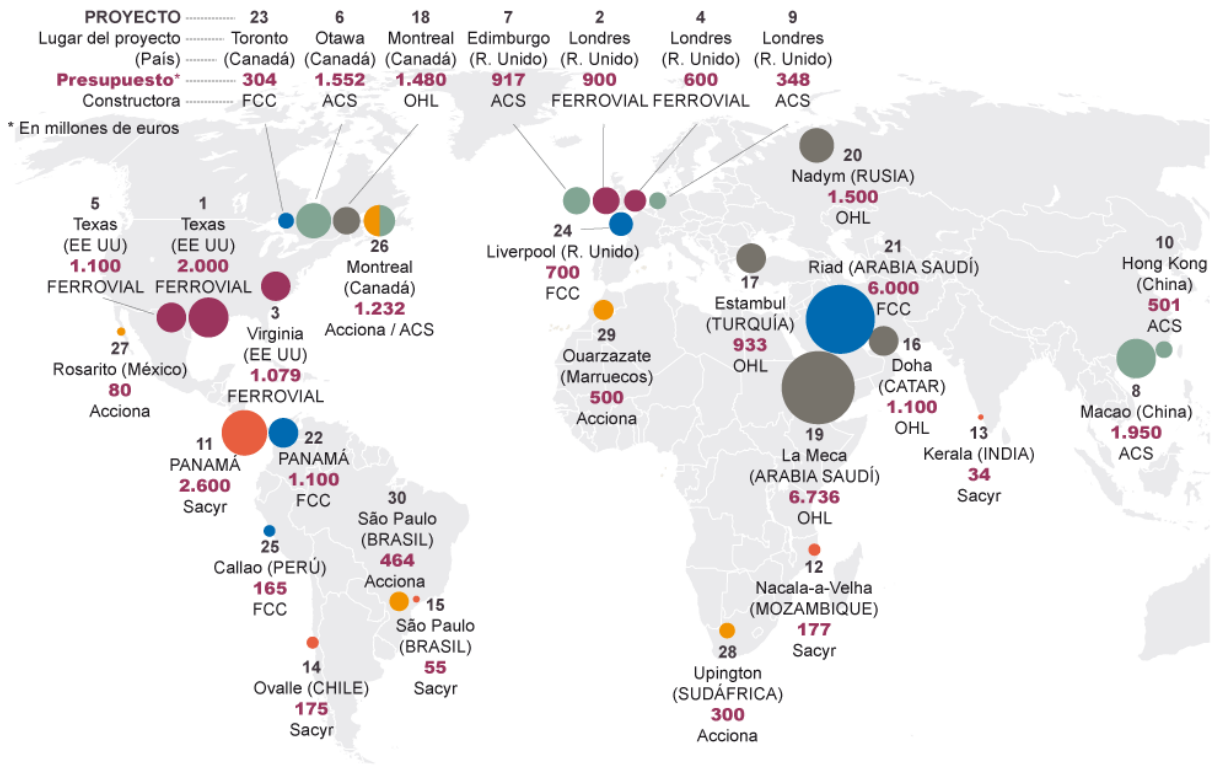 PROYECTO 23 6 18 7 2 4 9
Lugar del proyecto Toronto Otawa Montreal Edimburgo Londres Londres Londres
(País) (Canadá) (Canadá) (Canadá) (R. Unido) (R. Unido) (R. Unido) (R. Unido)
Presupuesto* 304 1.552 1.480 917 900 600 348
Constructora FCC ACS OHL ACS FERROVIAL FERROVIAL ACS
* En millones de euros
5
Texas
(EE UU)
1.100
FERROVIAL
1
Texas
(EE UU)
2.000
FERROVIAL
3
Virginia
(EE UU)
1.079
FERROVIAL
26
Montreal
(Canadá)
1.232
Acciona / ACS
27
Rosarito (México)
80
Acciona
11
PANAMÁ
2.600
Sacyr
22
PANAMÁ
1.100
FCC
25
Callao (PERÚ)
165
FCC
30
São Paulo
(BRASIL)
464
Acciona
15
São Paulo
(BRASIL)
55
Sacyr
14
Ovalle (CHILE)
175
Sacyr
24
Liverpool (R. Unido)
700
FCC
20
Nadym (RUSIA)
1.500
OHL
17
Estambul
(TURQUÍA)
933
OHL
21
Riad (ARABIA SAUDÍ)
6.000
FCC
29
Ouarzazate
(Marruecos)
500
Acciona
16
Doha
(CATAR)
1.100
OHL
19
La Meca
(ARABIA SAUDÍ)
6.736
OHL
10
Hong Kong
(China)
501
ACS
8
Macao (China)
1.950
ACS
13
Kerala (INDIA)
34
Sacyr
12
Nacala-a-Velha
(MOZAMBIQUE)
177
Sacyr
28
Upington
(SUDÁFRICA)
300
Acciona